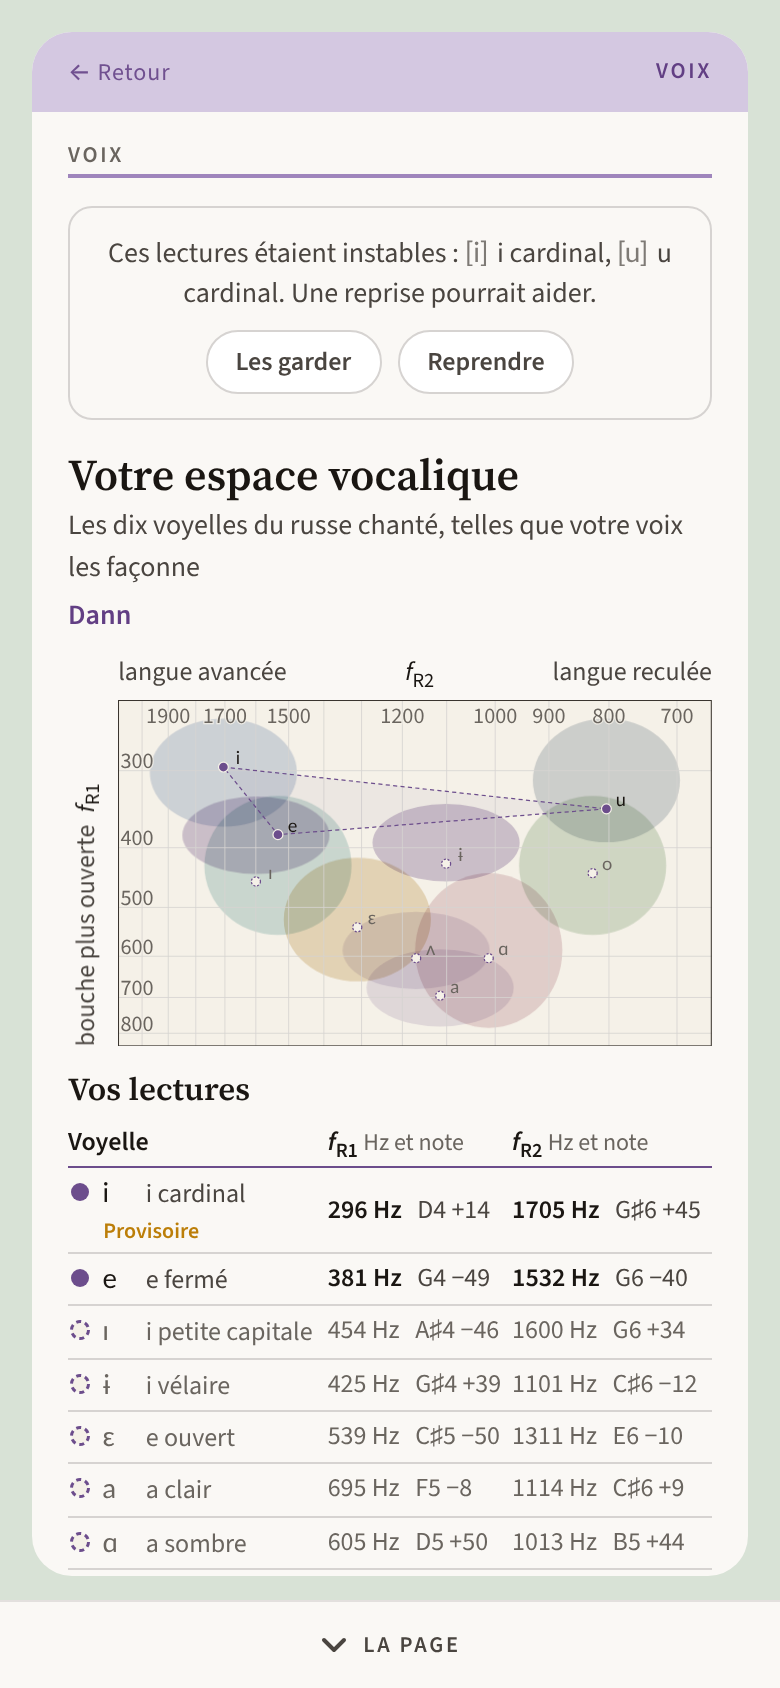 ← Retour
VOIX
VOIX
Ces lectures étaient instables : [i] i cardinal, [u] u
cardinal. Une reprise pourrait aider.
Les garder
Reprendre
Votre espace vocalique
Les dix voyelles du russe chanté, telles que votre voix
les façonne
Dann
langue avancée
fR2
langue reculée
1900 1700 1500 1200 1000 900 800 700
300
400
500
600
700
800
bouche plus ouverte fR1
i
u
e
ɨ
ı
o
ɛ
ʌ
ɑ
a
Vos lectures
Voyelle fR1 Hz et note fR2 Hz et note
i i cardinal 296 Hz D4 +14 1705 Hz G♯6 +45
Provisoire
e e fermé 381 Hz G4 −49 1532 Hz G6 −40
ı i petite capitale 454 Hz A♯4 −46 1600 Hz G6 +34
ɨ i vélaire 425 Hz G♯4 +39 1101 Hz C♯6 −12
ɛ e ouvert 539 Hz C♯5 −50 1311 Hz E6 −10
a a clair 695 Hz F5 −8 1114 Hz C♯6 +9
ɑ a sombre 605 Hz D5 +50 1013 Hz B5 +44
LA PAGE